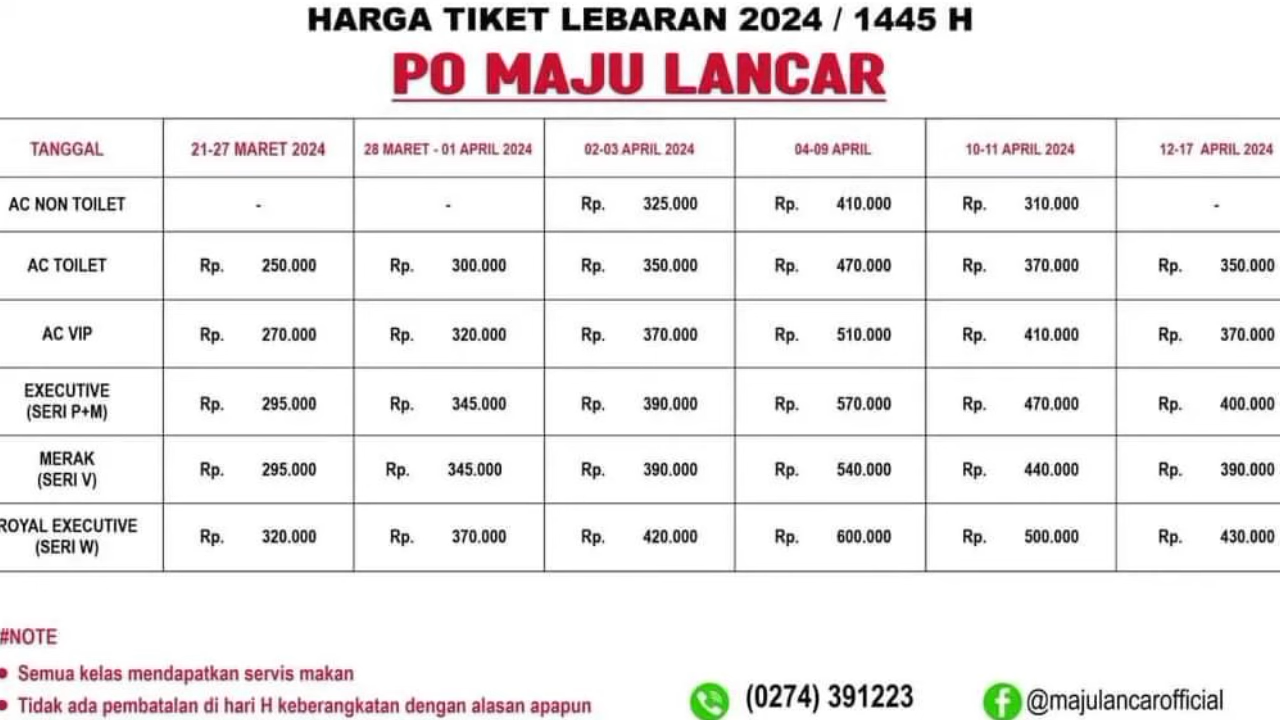 HARGA TIKET LEBARAN 2024 / 1445 H
PO MAJU LANCAR
TANGGAL 21-27 MARET 2024 28 MARET - 01 APRIL 2024 02-03 APRIL 2024 04-09 APRIL 10-11 APRIL 2024 12-17 APRIL 2024
AC NON TOILET - - Rp. 325.000 Rp. 410.000 Rp. 310.000 -
AC TOILET Rp. 250.000 Rp. 300.000 Rp. 350.000 Rp. 470.000 Rp. 370.000 Rp. 350.000
AC VIP Rp. 270.000 Rp. 320.000 Rp. 370.000 Rp. 510.000 Rp. 410.000 Rp. 370.000
EXECUTIVE
(SERI P+M) Rp. 295.000 Rp. 345.000 Rp. 390.000 Rp. 570.000 Rp. 470.000 Rp. 400.000
MERAK
(SERI V) Rp. 295.000 Rp. 345.000 Rp. 390.000 Rp. 540.000 Rp. 440.000 Rp. 390.000
ROYAL EXECUTIVE
(SERI W) Rp. 320.000 Rp. 370.000 Rp. 420.000 Rp. 600.000 Rp. 500.000 Rp. 430.000
#NOTE
• Semua kelas mendapatkan servis makan
• Tidak ada pembatalan di hari H keberangkatan dengan alasan apapun
(0274) 391223
@majulancarofficial